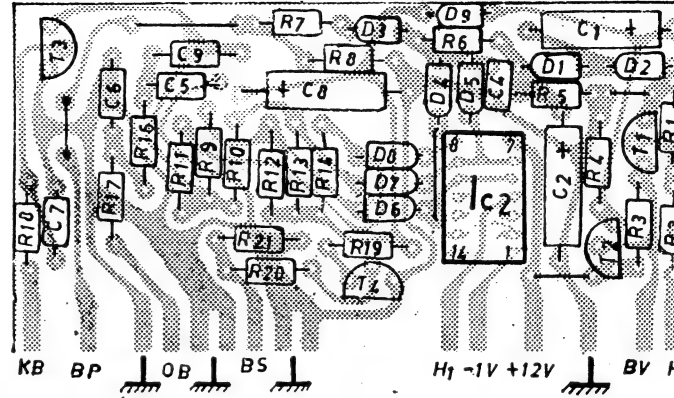 R7 D3 D9 C1
T3 C9 R8 R6
C5 C8 D1 D2
C6 D4 D5 C4 R5
R16 R11 R9 R10 R12 R13 R14 D8 8 7 C2 R4 T1
R17 D7 Ic2
R18 C7 D6 R3
R21 R19 14 1 T2
R20 T4
KB BP OB BS H1 -1V +12V BV